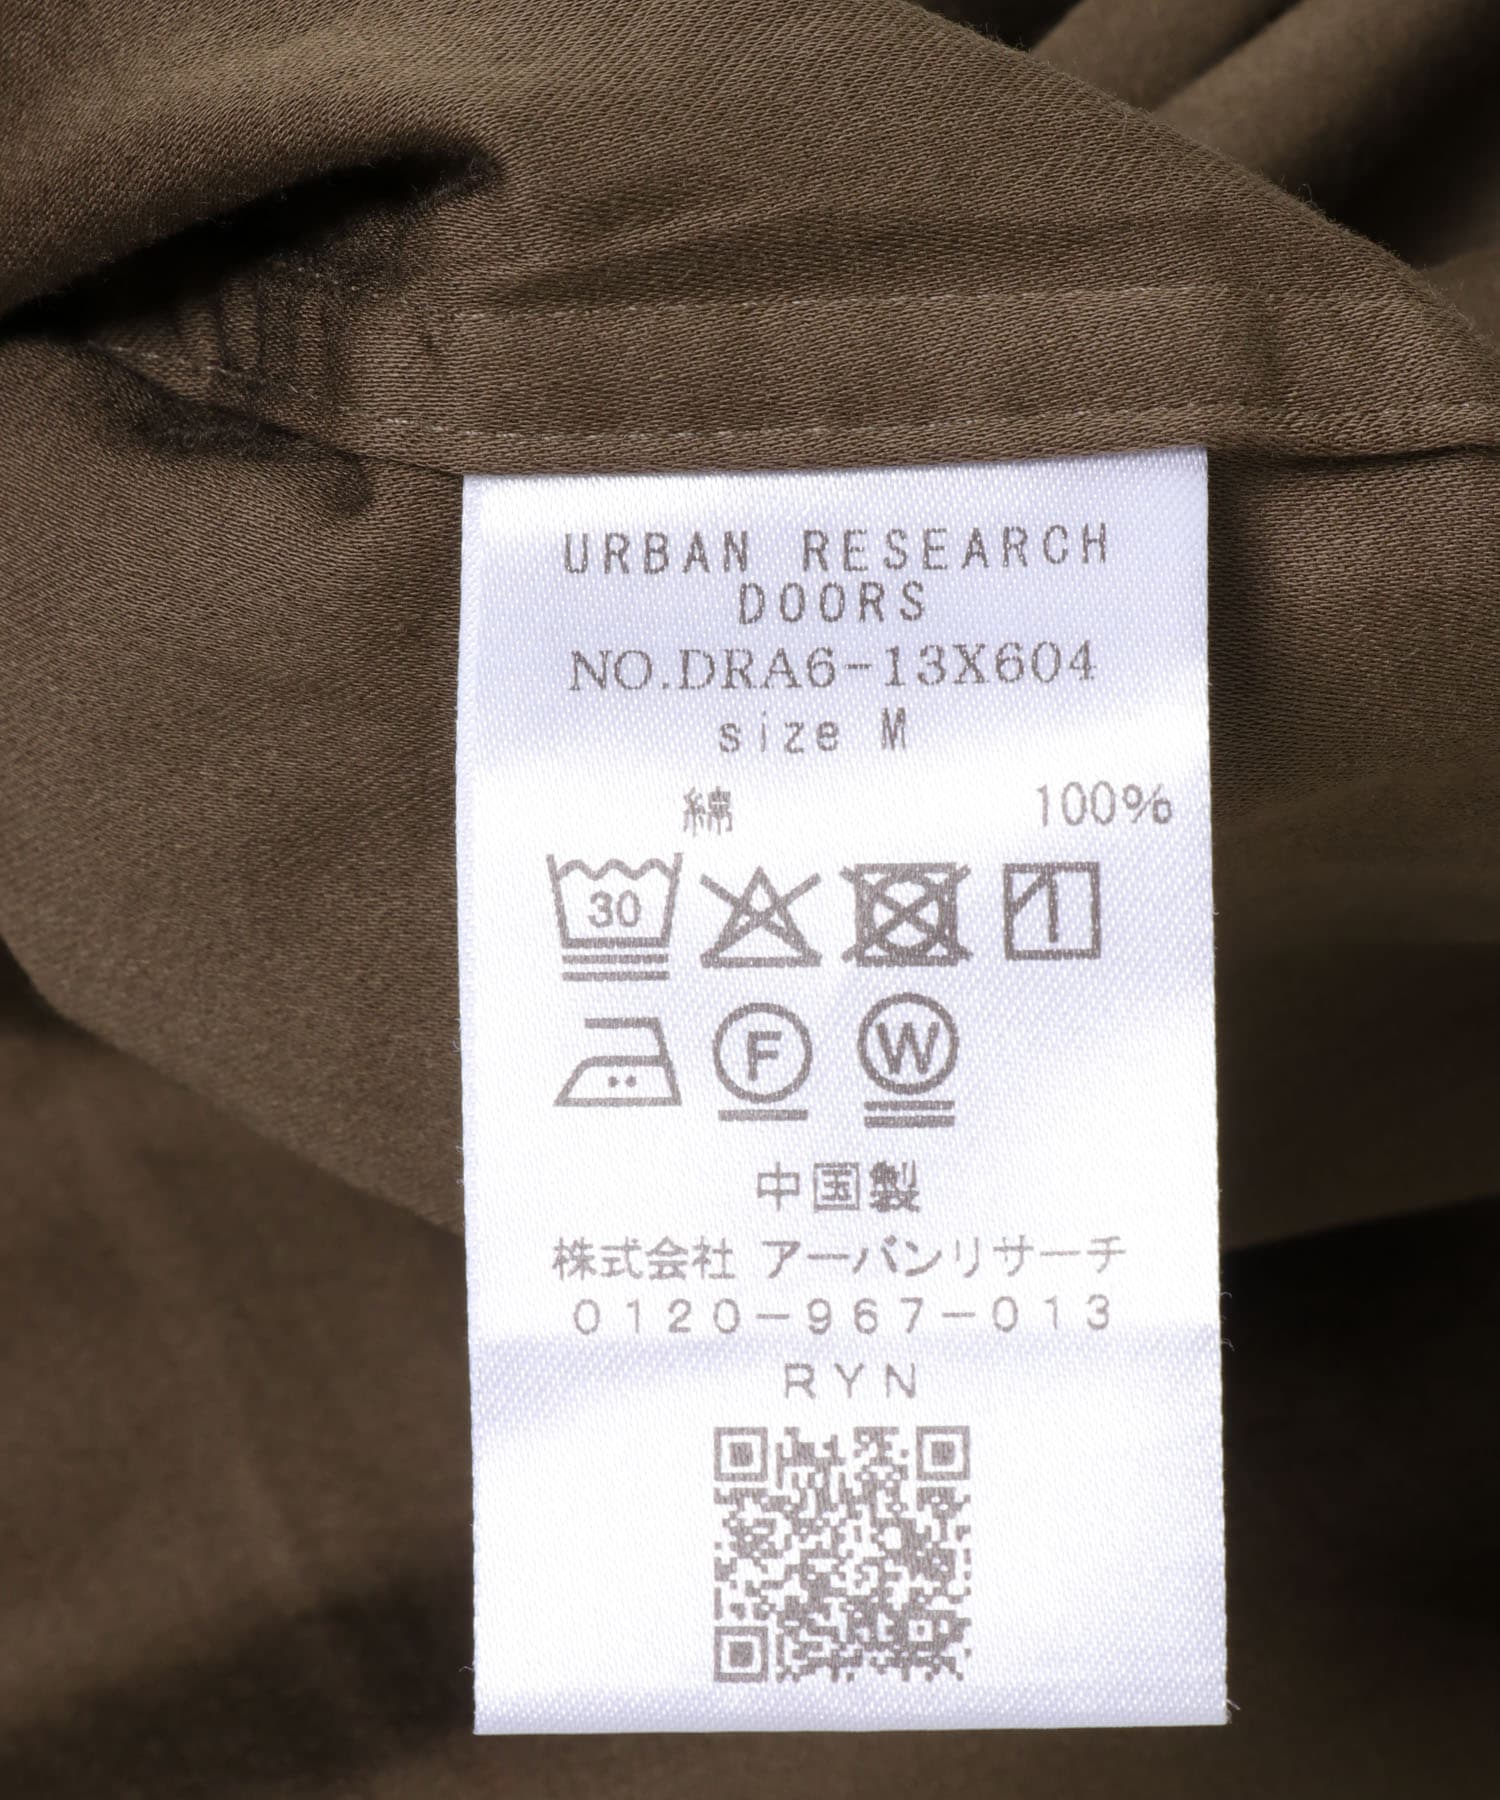 URBAN RESEARCH
DOORS
NO.DRA6-13X604
size M
綿 100%
30
F W
中国製
株式会社 アーバンリサーチ
0120-967-013
RYN